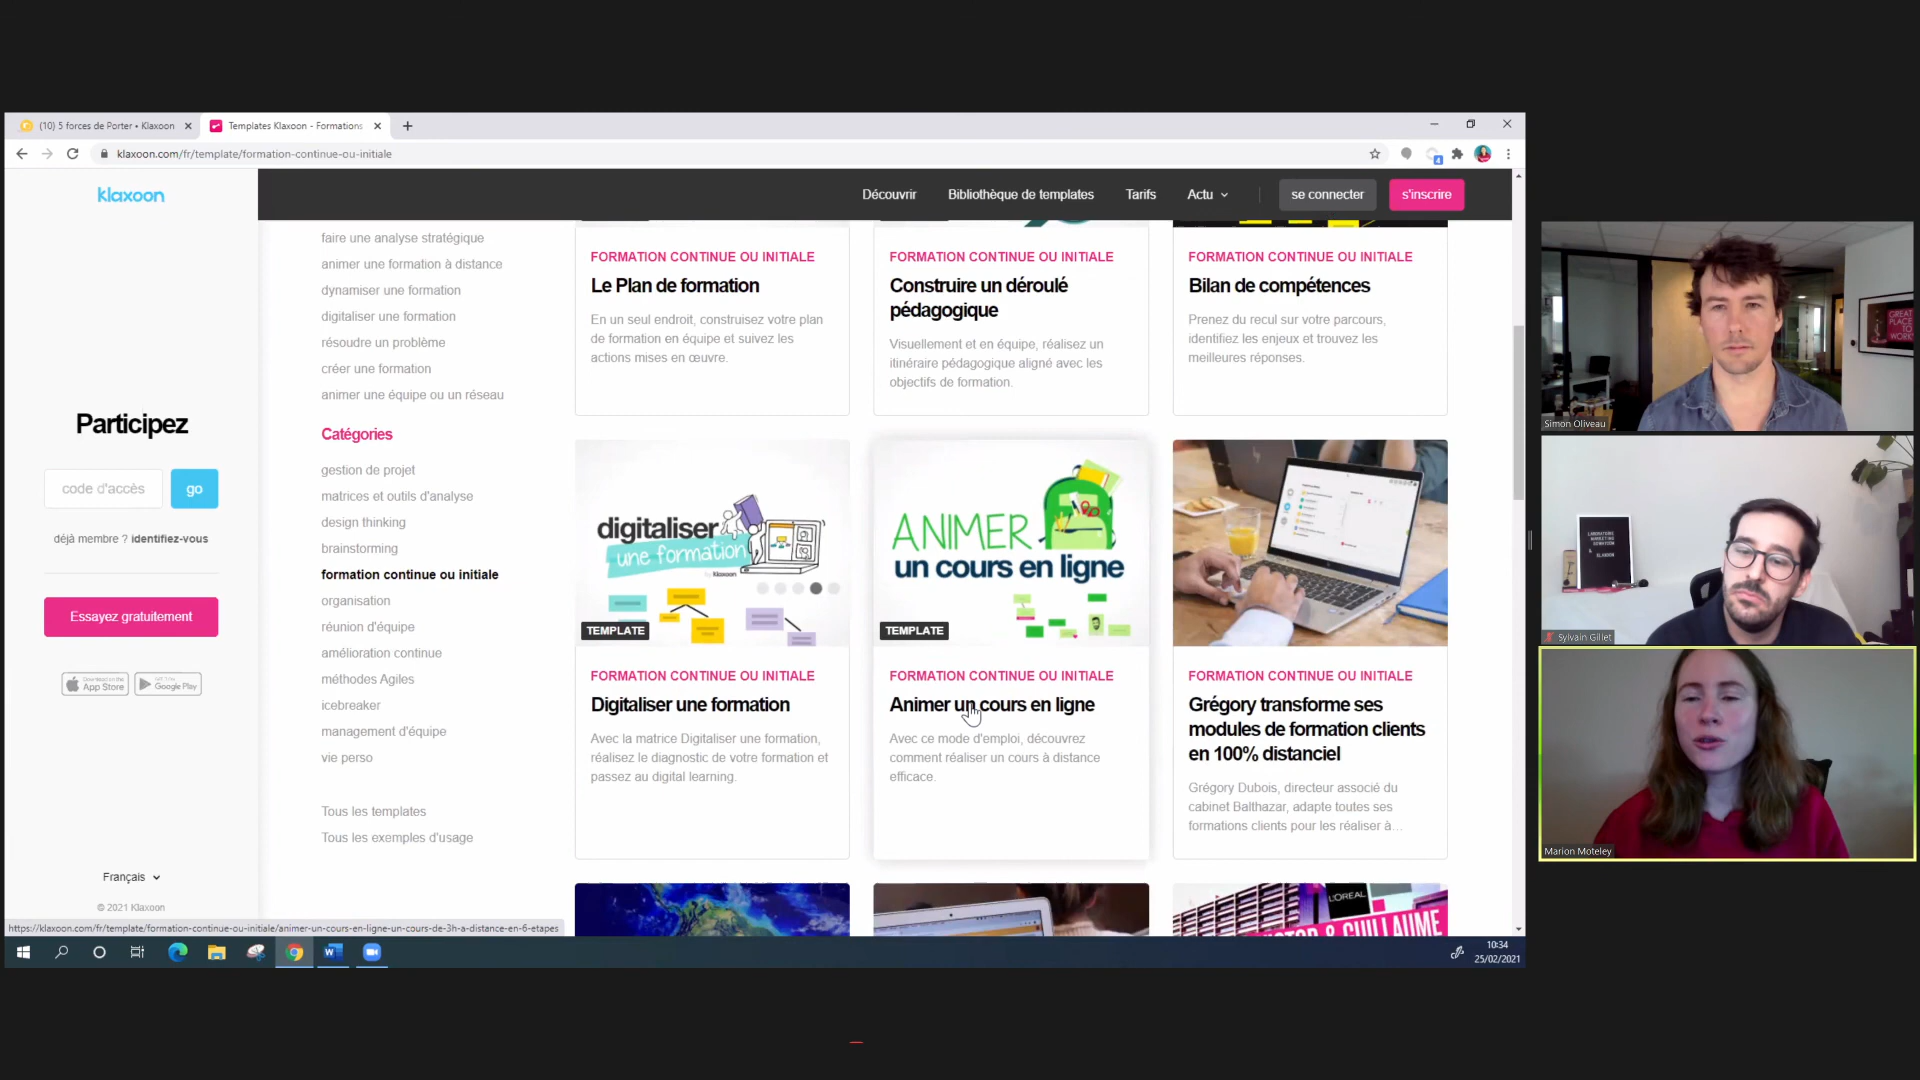 (10) 5 forces de Porter • Klaxoon
Templates Klaxoon - Formations
klaxoon.com/fr/template/formation-continue-ou-initiale
klaxoon
Découvrir
Bibliothèque de templates
Tarifs
Actu
se connecter
s'inscrire
Participez
code d'accès
go
déjà membre ? identifiez-vous
Essayez gratuitement
App Store
Google Play
Français
© 2021 Klaxoon
faire une analyse stratégique
animer une formation à distance
dynamiser une formation
digitaliser une formation
résoudre un problème
créer une formation
animer une équipe ou un réseau
Catégories
gestion de projet
matrices et outils d'analyse
design thinking
brainstorming
formation continue ou initiale
organisation
réunion d'équipe
amélioration continue
méthodes Agiles
icebreaker
management d'équipe
vie perso
Tous les templates
Tous les exemples d'usage
FORMATION CONTINUE OU INITIALE
Le Plan de formation
En un seul endroit, construisez votre plan
de formation en équipe et suivez les
actions mises en œuvre.
FORMATION CONTINUE OU INITIALE
Construire un déroulé
pédagogique
Visuellement et en équipe, réalisez un
itinéraire pédagogique aligné avec les
objectifs de formation.
FORMATION CONTINUE OU INITIALE
Bilan de compétences
Prenez du recul sur votre parcours,
identifiez les enjeux et trouvez les
meilleures réponses.
digitaliser
une formation
by klaxoon
TEMPLATE
FORMATION CONTINUE OU INITIALE
Digitaliser une formation
Avec la matrice Digitaliser une formation,
réalisez le diagnostic de votre formation et
passez au digital learning.
ANIMER
un cours en ligne
TEMPLATE
FORMATION CONTINUE OU INITIALE
Animer un cours en ligne
Avec ce mode d'emploi, découvrez
comment réaliser un cours à distance
efficace.
FORMATION CONTINUE OU INITIALE
Grégory transforme ses
modules de formation clients
en 100% distanciel
Grégory Dubois, directeur associé du
cabinet Balthazar, adapte toutes ses
formations clients pour les réaliser à...
L'ORÉAL
& GUILLAUME
https://klaxoon.com/fr/template/formation-continue-ou-initiale/animer-un-cours-en-ligne-un-cours-de-3h-a-distance-en-6-etapes
10:34
25/02/2021
GREAT
PLACE
TO
WORK
Simon Oliveau
KLAXOON
Sylvain Gillet
Marion Moteley